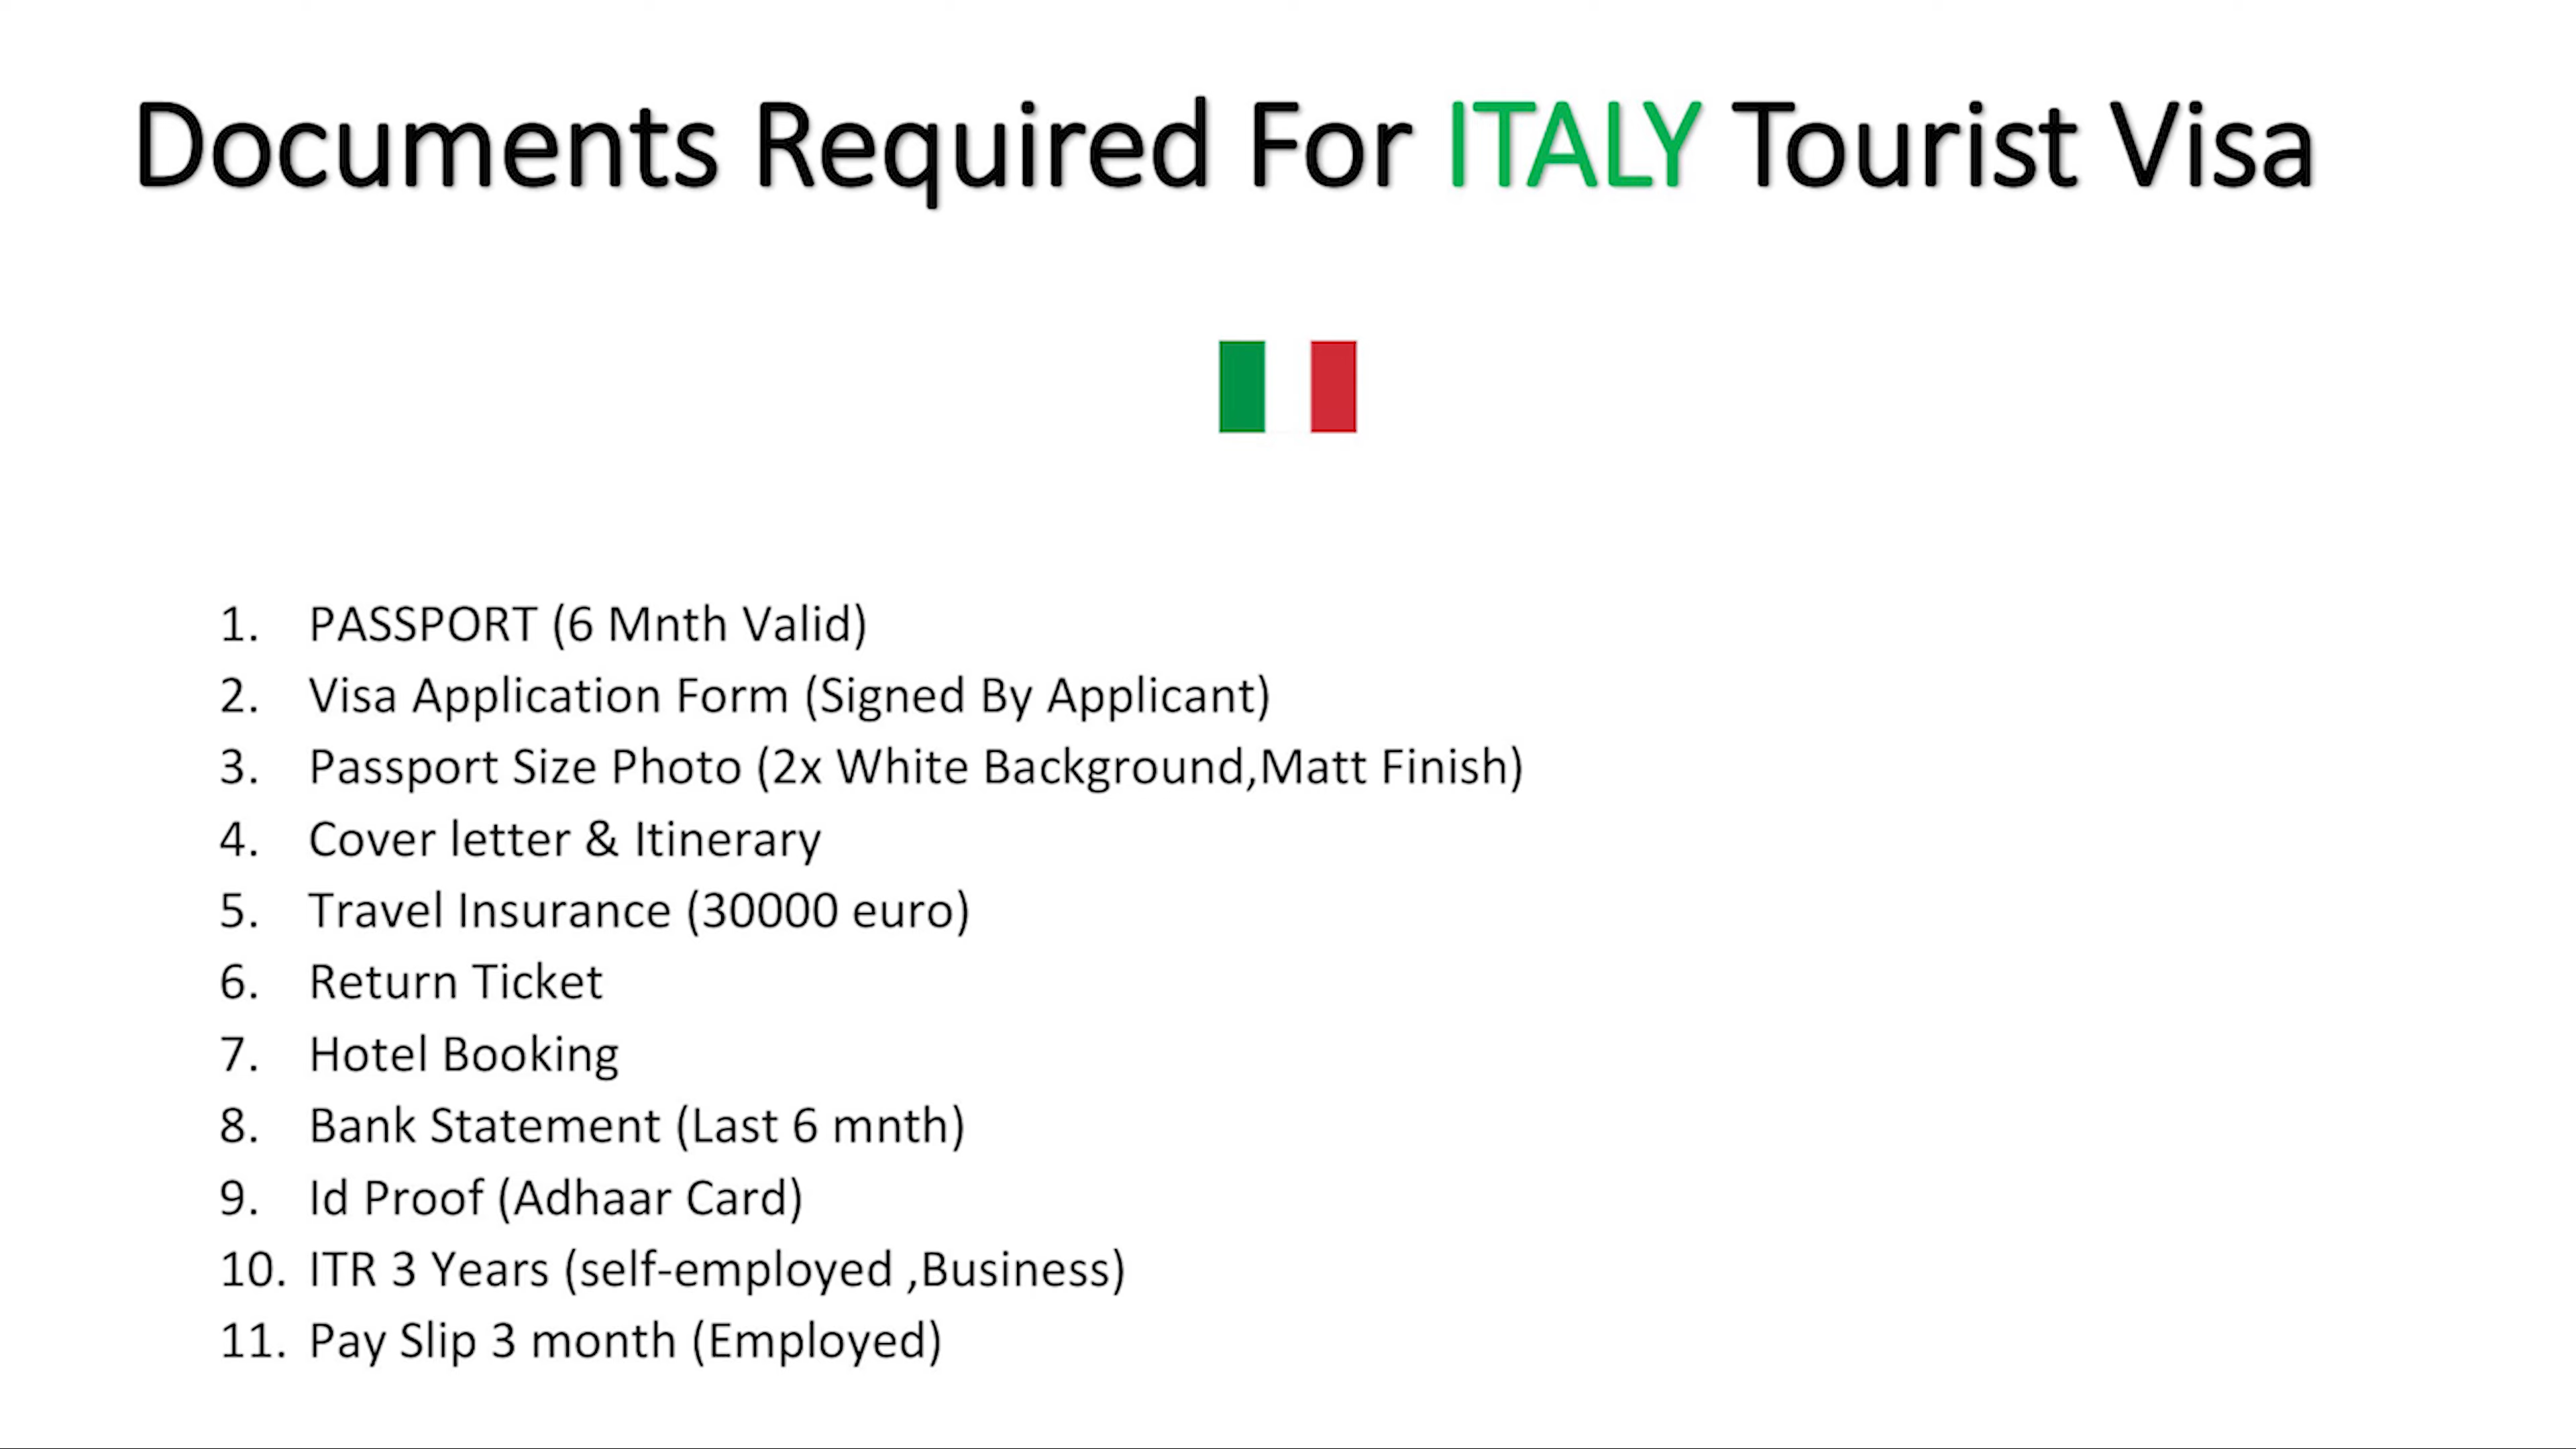 Documents Required For ITALY Tourist Visa
1. PASSPORT (6 Mnth Valid)
2. Visa Application Form (Signed By Applicant)
3. Passport Size Photo (2x White Background,Matt Finish)
4. Cover letter & Itinerary
5. Travel Insurance (30000 euro)
6. Return Ticket
7. Hotel Booking
8. Bank Statement (Last 6 mnth)
9. Id Proof (Adhaar Card)
10. ITR 3 Years (self-employed ,Business)
11. Pay Slip 3 month (Employed)